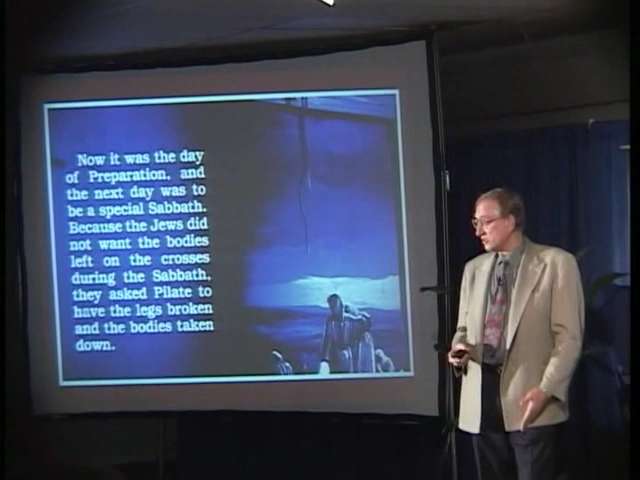 Now it was the day
of Preparation, and
the next day was to
be a special Sabbath.
Because the Jews did
not want the bodies
left on the crosses
during the Sabbath,
they asked Pilate to
have the legs broken
and the bodies taken
down.